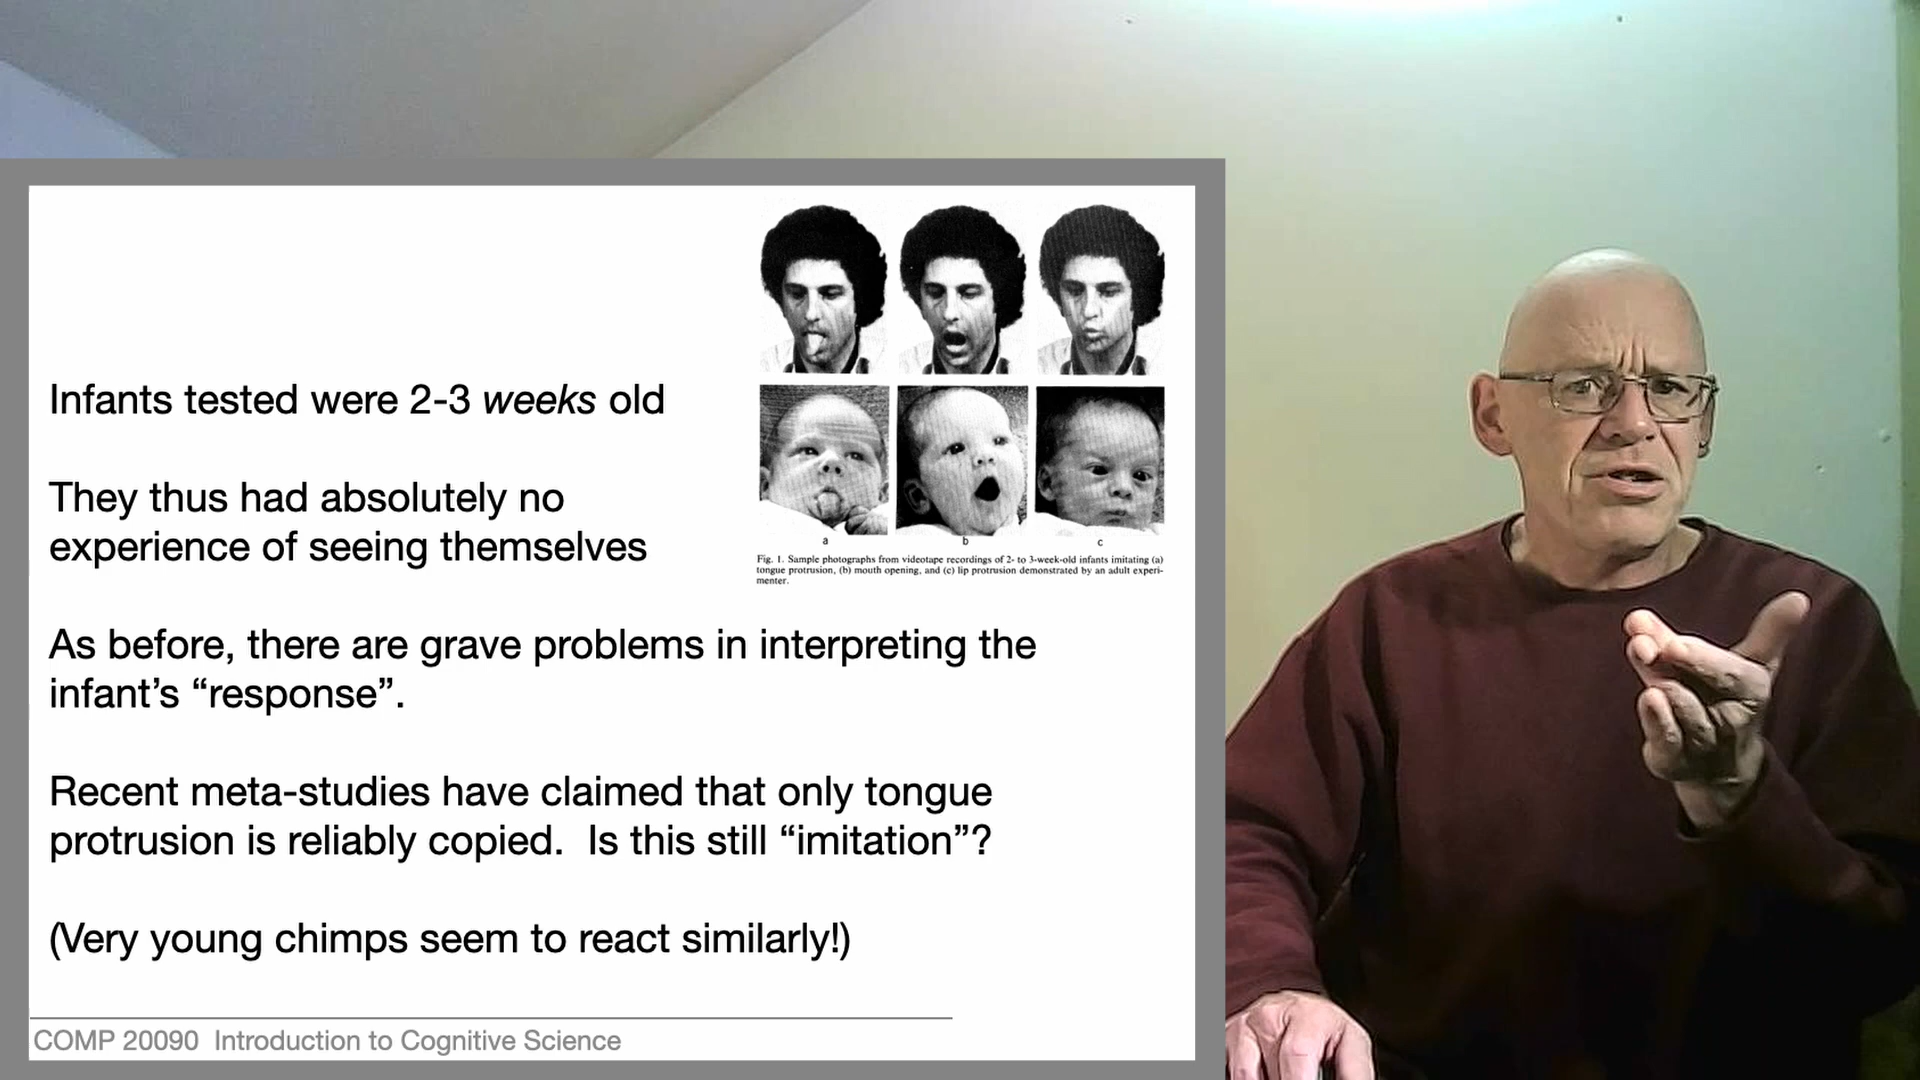 Infants tested were 2-3 weeks old
They thus had absolutely no
experience of seeing themselves
a b c
Fig. 1. Sample photographs from videotape recordings of 2- to 3-week-old infants imitating (a)
tongue protrusion, (b) mouth opening, and (c) lip protrusion demonstrated by an adult experi-
menter.
As before, there are grave problems in interpreting the
infant’s “response”.
Recent meta-studies have claimed that only tongue
protrusion is reliably copied. Is this still “imitation”?
(Very young chimps seem to react similarly!)
COMP 20090 Introduction to Cognitive Science